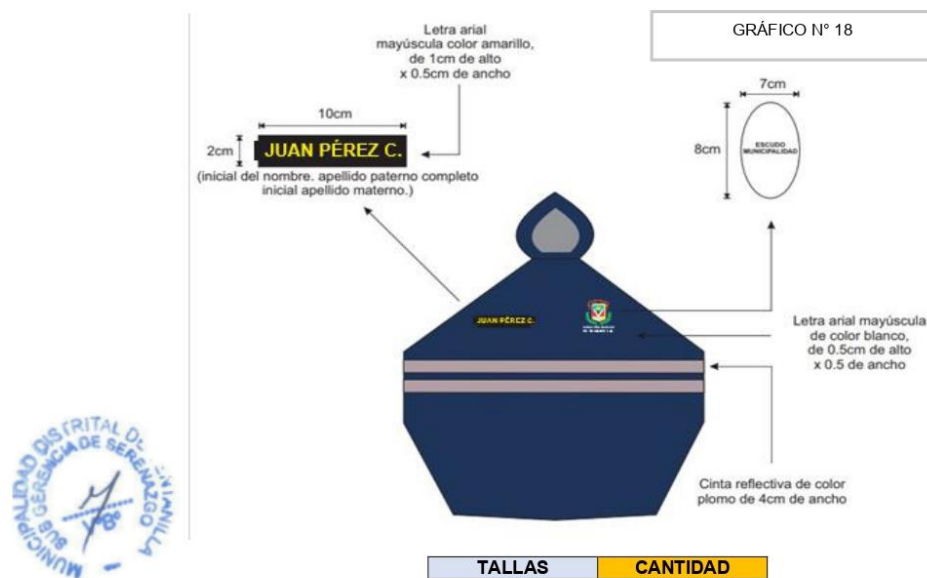 GRÁFICO N° 18
Letra arial
mayúscula color amarillo,
de 1cm de alto
x 0.5cm de ancho
10cm
2cm
JUAN PÉREZ C.
(inicial del nombre. apellido paterno completo
inicial apellido materno.)
7cm
8cm
ESCUDO
MUNICIPALIDAD
JUAN PÉREZ C.
Letra arial mayúscula
de color blanco,
de 0.5cm de alto
x 0.5 de ancho
Cinta reflectiva de color
plomo de 4cm de ancho
MUNICIPALIDAD DISTRITAL DE
SUB GERENCIA DE SERENAZGO
VºBº
TALLAS CANTIDAD